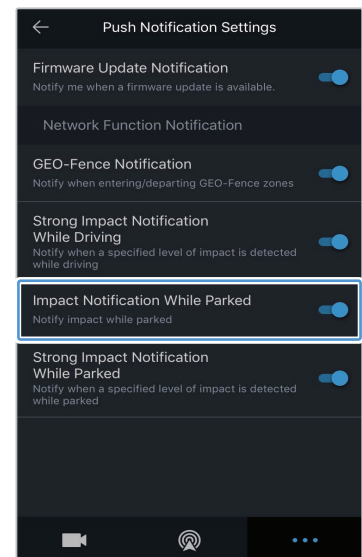 Push Notification Settings
Firmware Update Notification
Notify me when a firmware update is available.
Network Function Notification
GEO-Fence Notification
Notify when entering/departing GEO-Fence zones
Strong Impact Notification
While Driving
Notify when a specified level of impact is detected
while driving
Impact Notification While Parked
Notify impact while parked
Strong Impact Notification
While Parked
Notify when a specified level of impact is detected
while parked